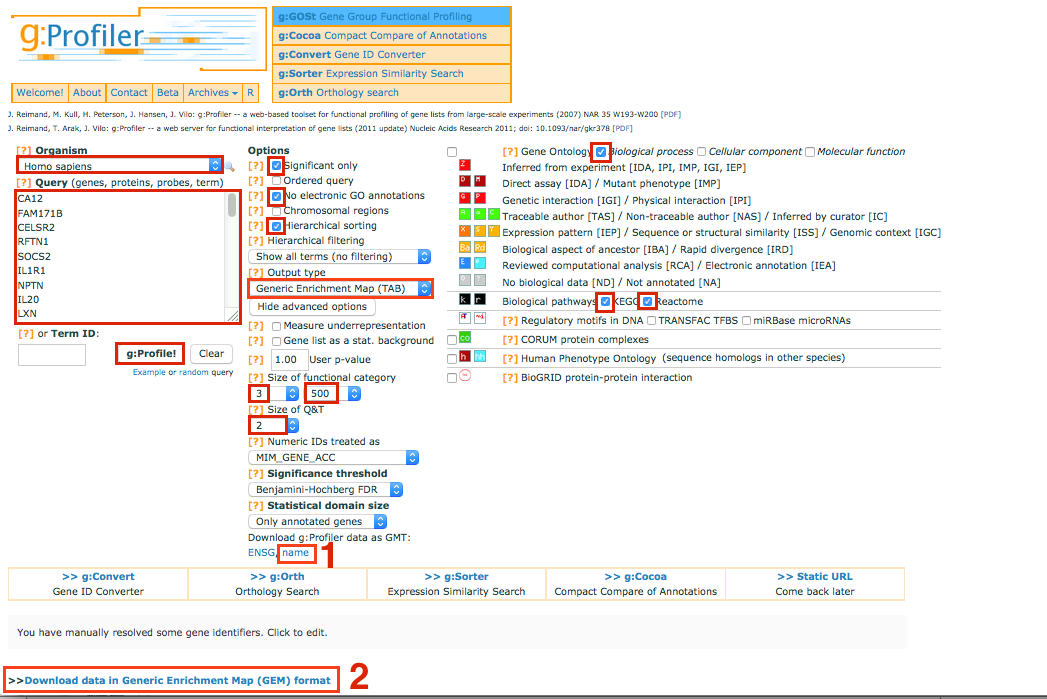 g:Profiler
g:GOSt Gene Group Functional Profiling
g:Cocoa Compact Compare of Annotations
g:Convert Gene ID Converter
g:Sorter Expression Similarity Search
g:Orth Orthology search
Welcome! About Contact Beta Archives R
J. Reimand, M. Kull, H. Peterson, J. Hansen, J. Vilo: g:Profiler -- a web-based toolset for functional profiling of gene lists from large-scale experiments (2007) NAR 35 W193-W200 [PDF]
J. Reimand, T. Arak, J. Vilo: g:Profiler -- a web server for functional interpretation of gene lists (2011 update) Nucleic Acids Research 2011; doi: 10.1093/nar/gkr378 [PDF]
[?] Organism
Homo sapiens
[?] Query (genes, proteins, probes, term)
CA12
FAM171B
CELSR2
RFTN1
SOCS2
IL1R1
NPTN
IL20
LXN
[?] or Term ID:
g:Profile! Clear
Example or random query
Options
[?] Significant only
[?] Ordered query
[?] No electronic GO annotations
[?] Chromosomal regions
[?] Hierarchical sorting
[?] Hierarchical filtering
Show all terms (no filtering)
[?] Output type
Generic Enrichment Map (TAB)
Hide advanced options
[?] Measure underrepresentation
[?] Gene list as a stat. background
[?] 1.00 User p-value
[?] Size of functional category
3 500
[?] Size of Q&T
2
[?] Numeric IDs treated as
MIM_GENE_ACC
[?] Significance threshold
Benjamini-Hochberg FDR
[?] Statistical domain size
Only annotated genes
Download g:Profiler data as GMT:
ENSG, name 1
[?] Gene Ontology Biological process Cellular component Molecular function
Inferred from experiment [IDA, IPI, IMP, IGI, IEP]
D M Direct assay [IDA] / Mutant phenotype [IMP]
G P Genetic interaction [IGI] / Physical interaction [IPI]
Traceable author [TAS] / Non-traceable author [NAS] / Inferred by curator [IC]
Expression pattern [IEP] / Sequence or structural similarity [ISS] / Genomic context [IGC]
Ba Rd Biological aspect of ancestor [IBA] / Rapid divergence [IRD]
Reviewed computational analysis [RCA] / Electronic annotation [IEA]
No biological data [ND] / Not annotated [NA]
k r Biological pathways KEGG Reactome
[?] Regulatory motifs in DNA TRANSFAC TFBS miRBase microRNAs
co [?] CORUM protein complexes
h hh [?] Human Phenotype Ontology (sequence homologs in other species)
[?] BioGRID protein-protein interaction
>> g:Convert >> g:Orth >> g:Sorter >> g:Cocoa >> Static URL
Gene ID Converter Orthology Search Expression Similarity Search Compact Compare of Annotations Come back later
You have manually resolved some gene identifiers. Click to edit.
>>Download data in Generic Enrichment Map (GEM) format 2